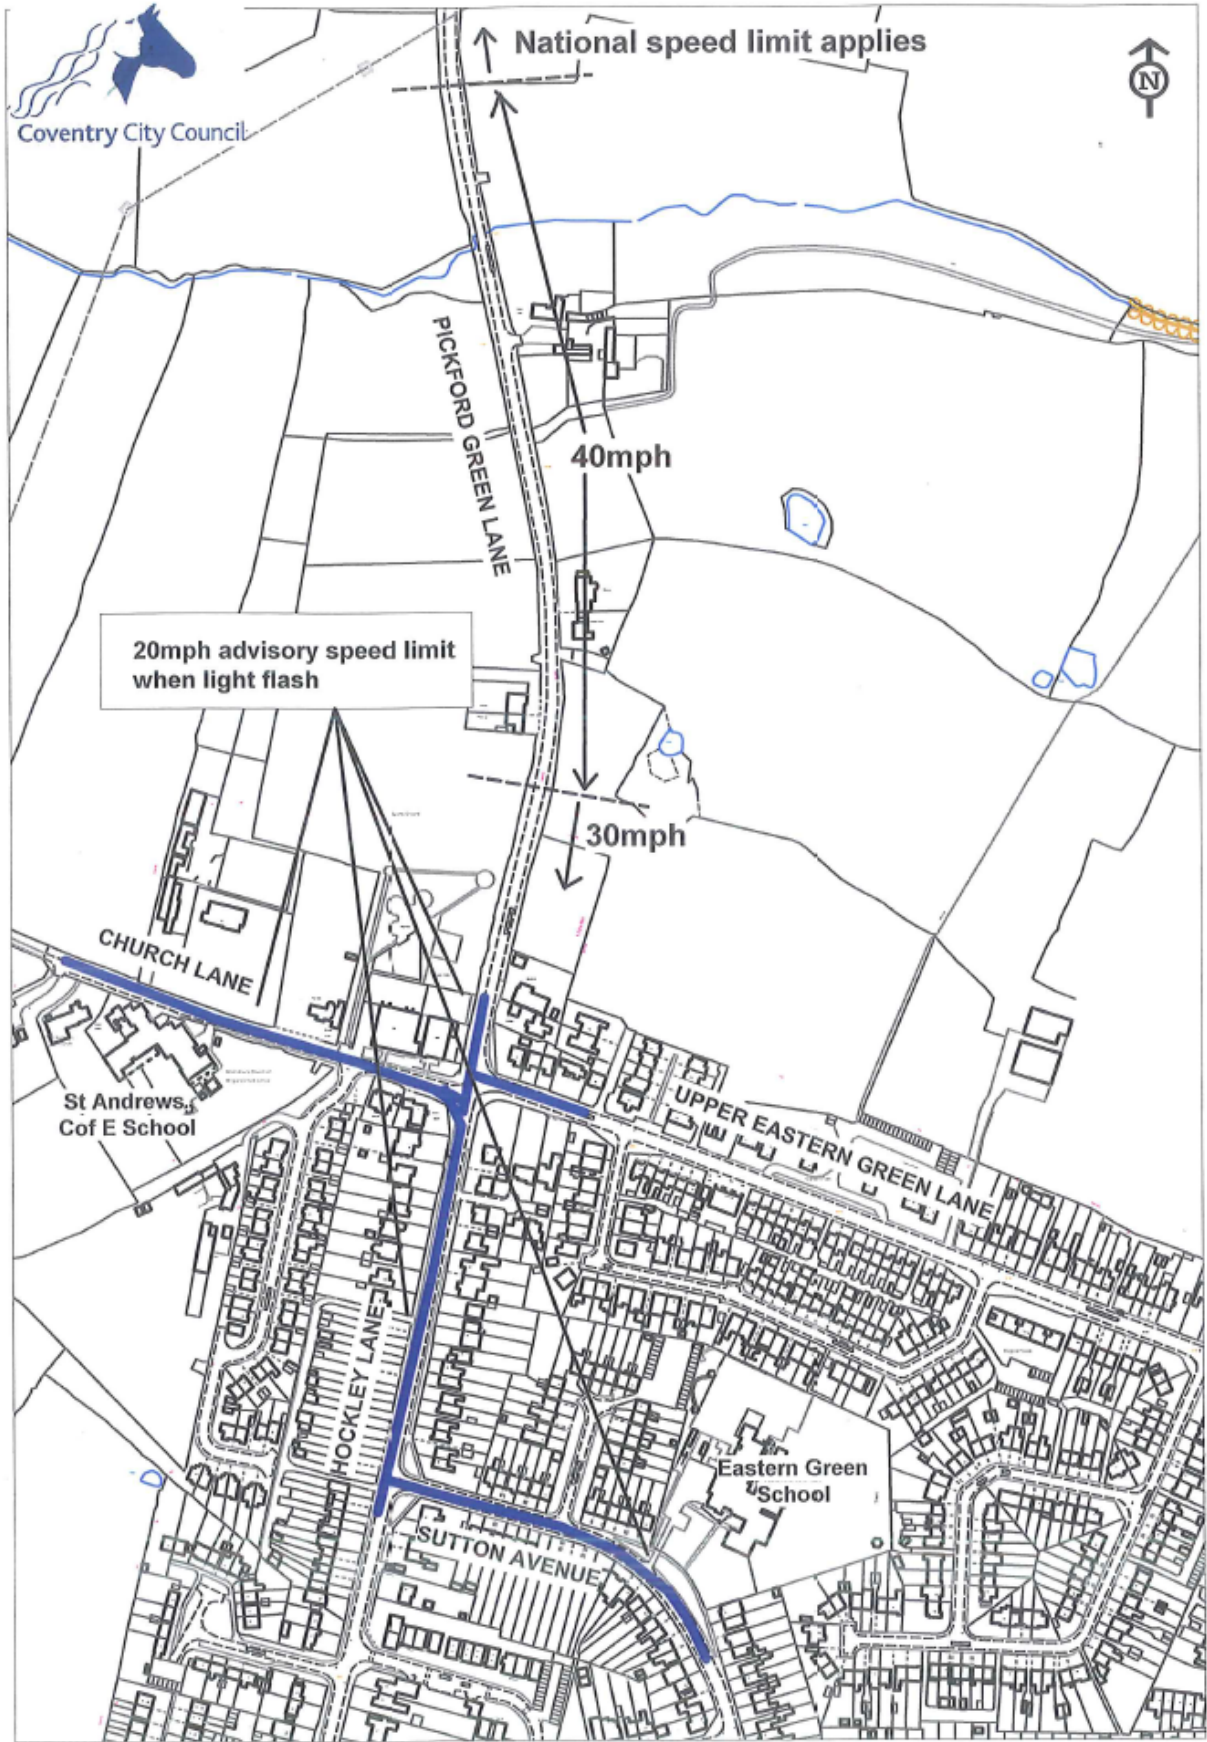 National speed limit applies
N
Coventry City Council
PICKFORD GREEN LANE
40mph
20mph advisory speed limit
when light flash
30mph
CHURCH LANE
St Andrews
Cof E School
UPPER EASTERN GREEN LANE
HOCKLEY LANE
Eastern Green
School
SUTTON AVENUE